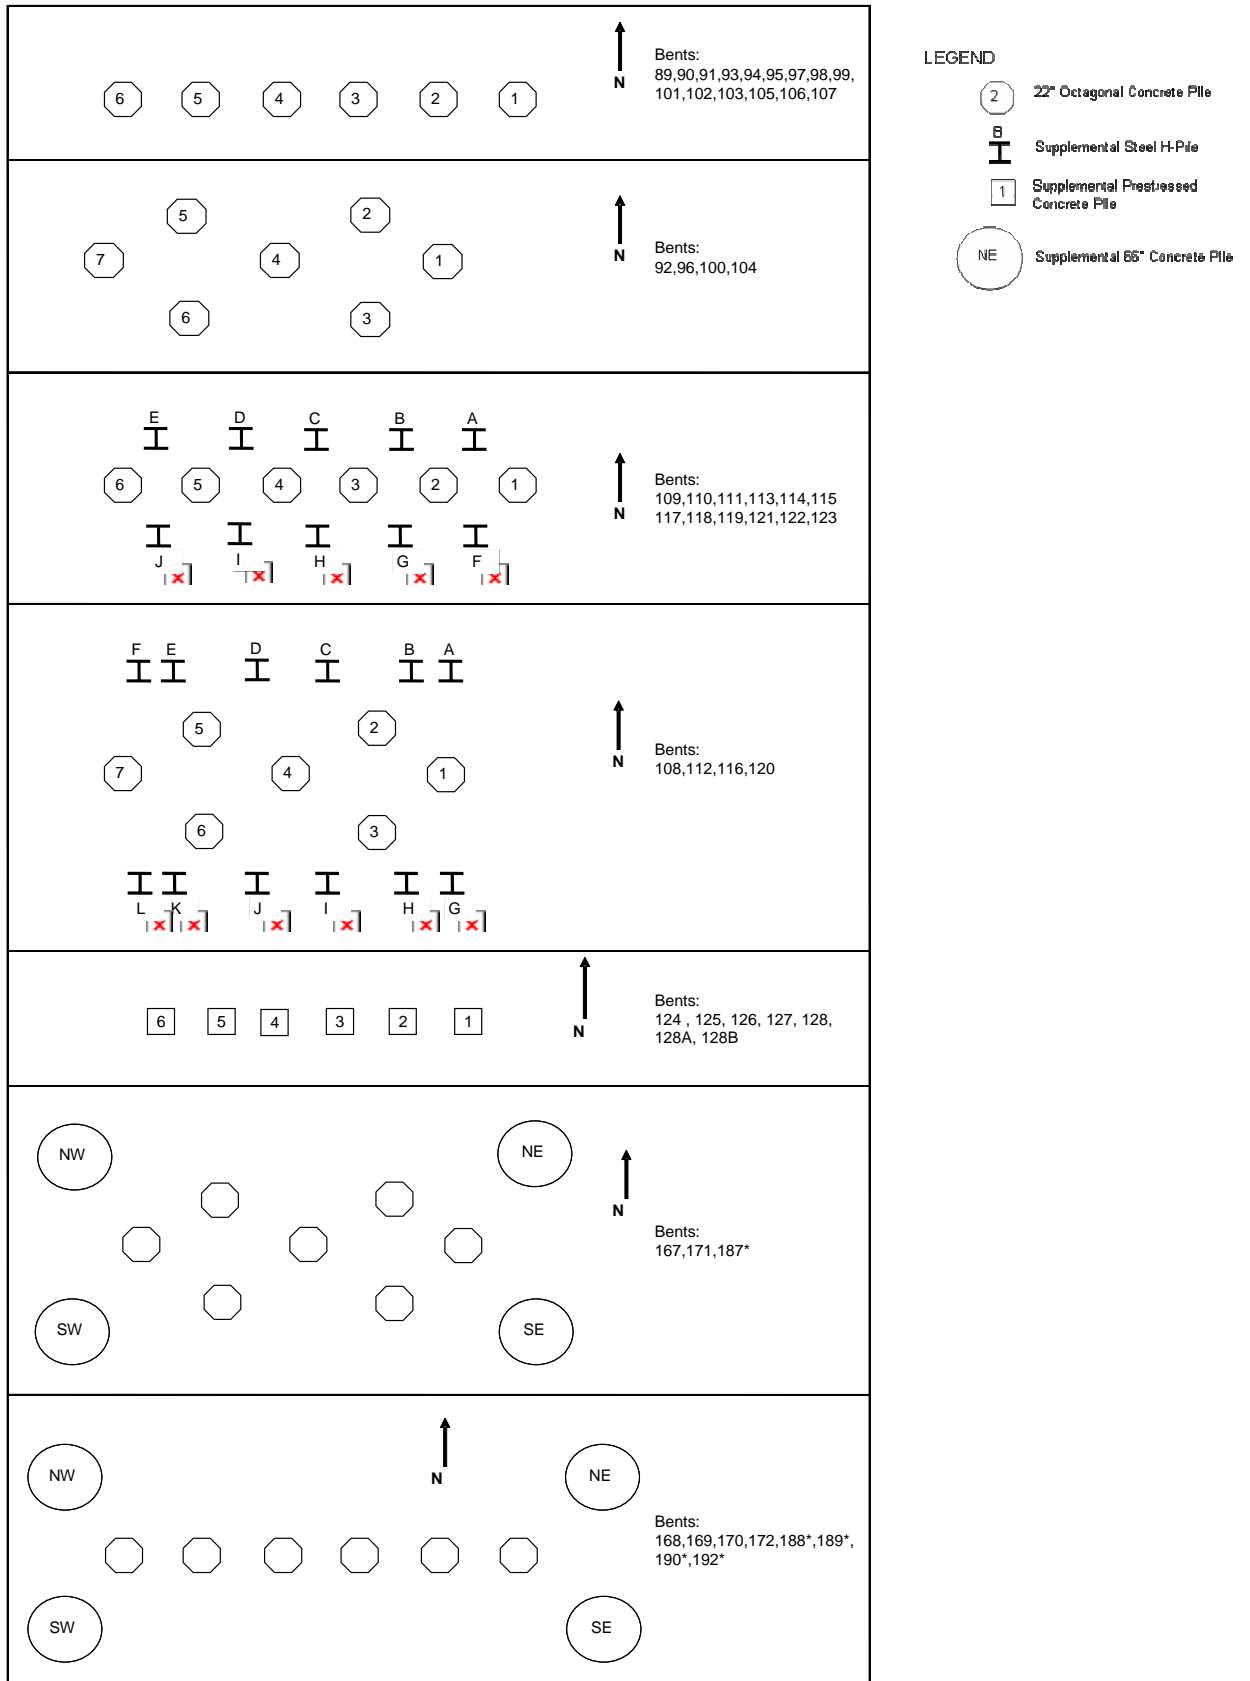 LEGEND
2 22" Octagonal Concrete Pile
8
Supplemental Steel H-Pile
1 Supplemental Prestressed
Concrete Pile
NE Supplemental 66" Concrete Pile
6 5 4 3 2 1
N
Bents:
89,90,91,93,94,95,97,98,99,
101,102,103,105,106,107
5 2
7 4 1
6 3
N
Bents:
92,96,100,104
E D C B A
6 5 4 3 2 1
J I H G F
N
Bents:
109,110,111,113,114,115
117,118,119,121,122,123
F E D C B A
5 2
7 4 1
6 3
L K J I H G
N
Bents:
108,112,116,120
6 5 4 3 2 1
N
Bents:
124 , 125, 126, 127, 128,
128A, 128B
NW NE
SW SE
N
Bents:
167,171,187*
NW NE
SW SE
N
Bents:
168,169,170,172,188*,189*,
190*,192*